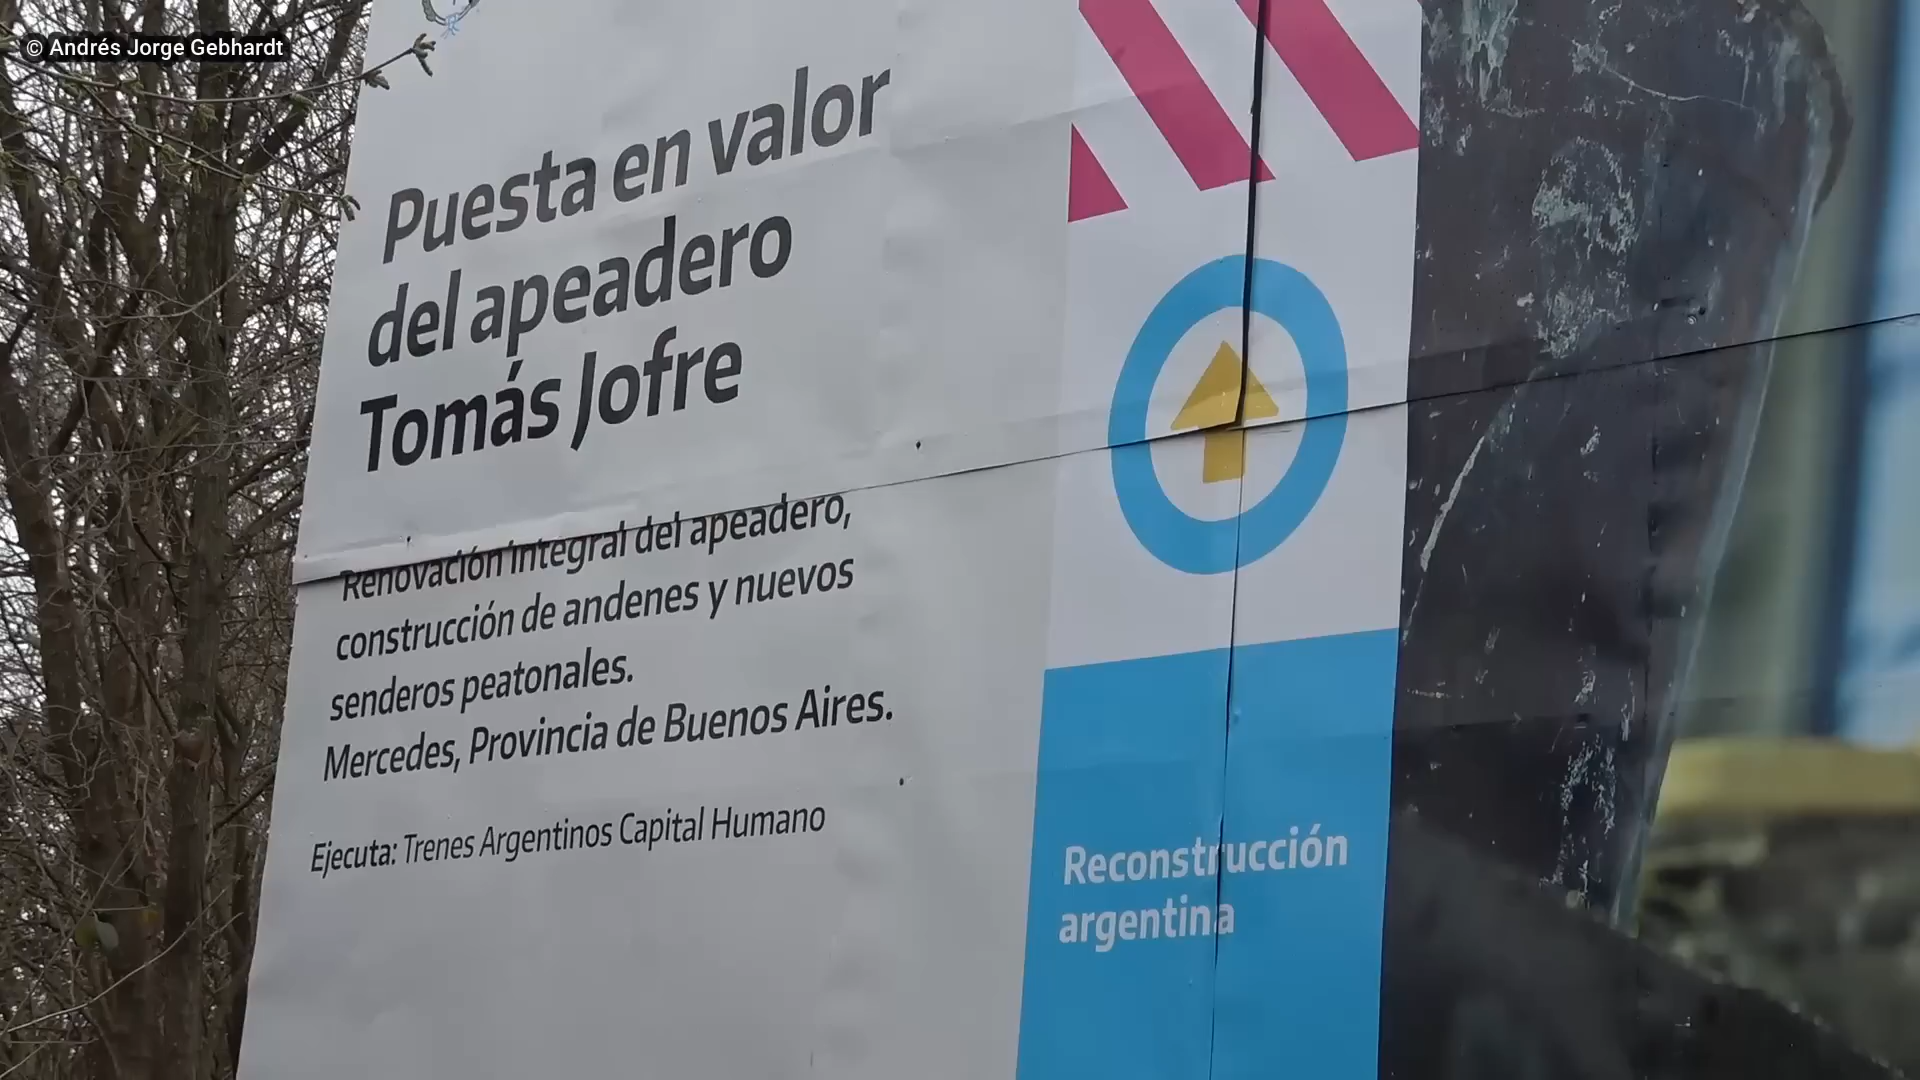 © Andrés Jorge Gebhardt
Puesta en valor
del apeadero
Tomás Jofre
Renovación integral del apeadero,
construcción de andenes y nuevos
senderos peatonales.
Mercedes, Provincia de Buenos Aires.
Ejecuta: Trenes Argentinos Capital Humano
Reconstrucción
argentina